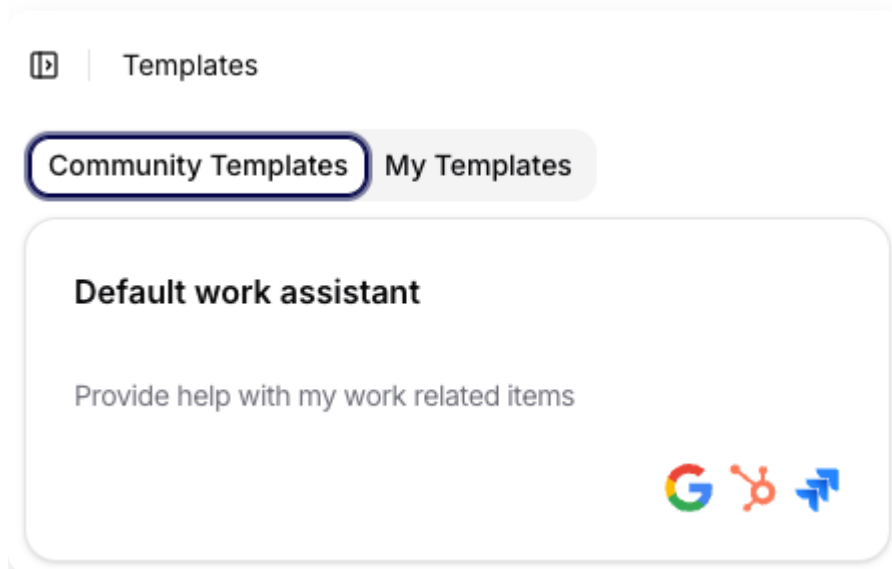 Templates
Community Templates My Templates
Default work assistant
Provide help with my work related items